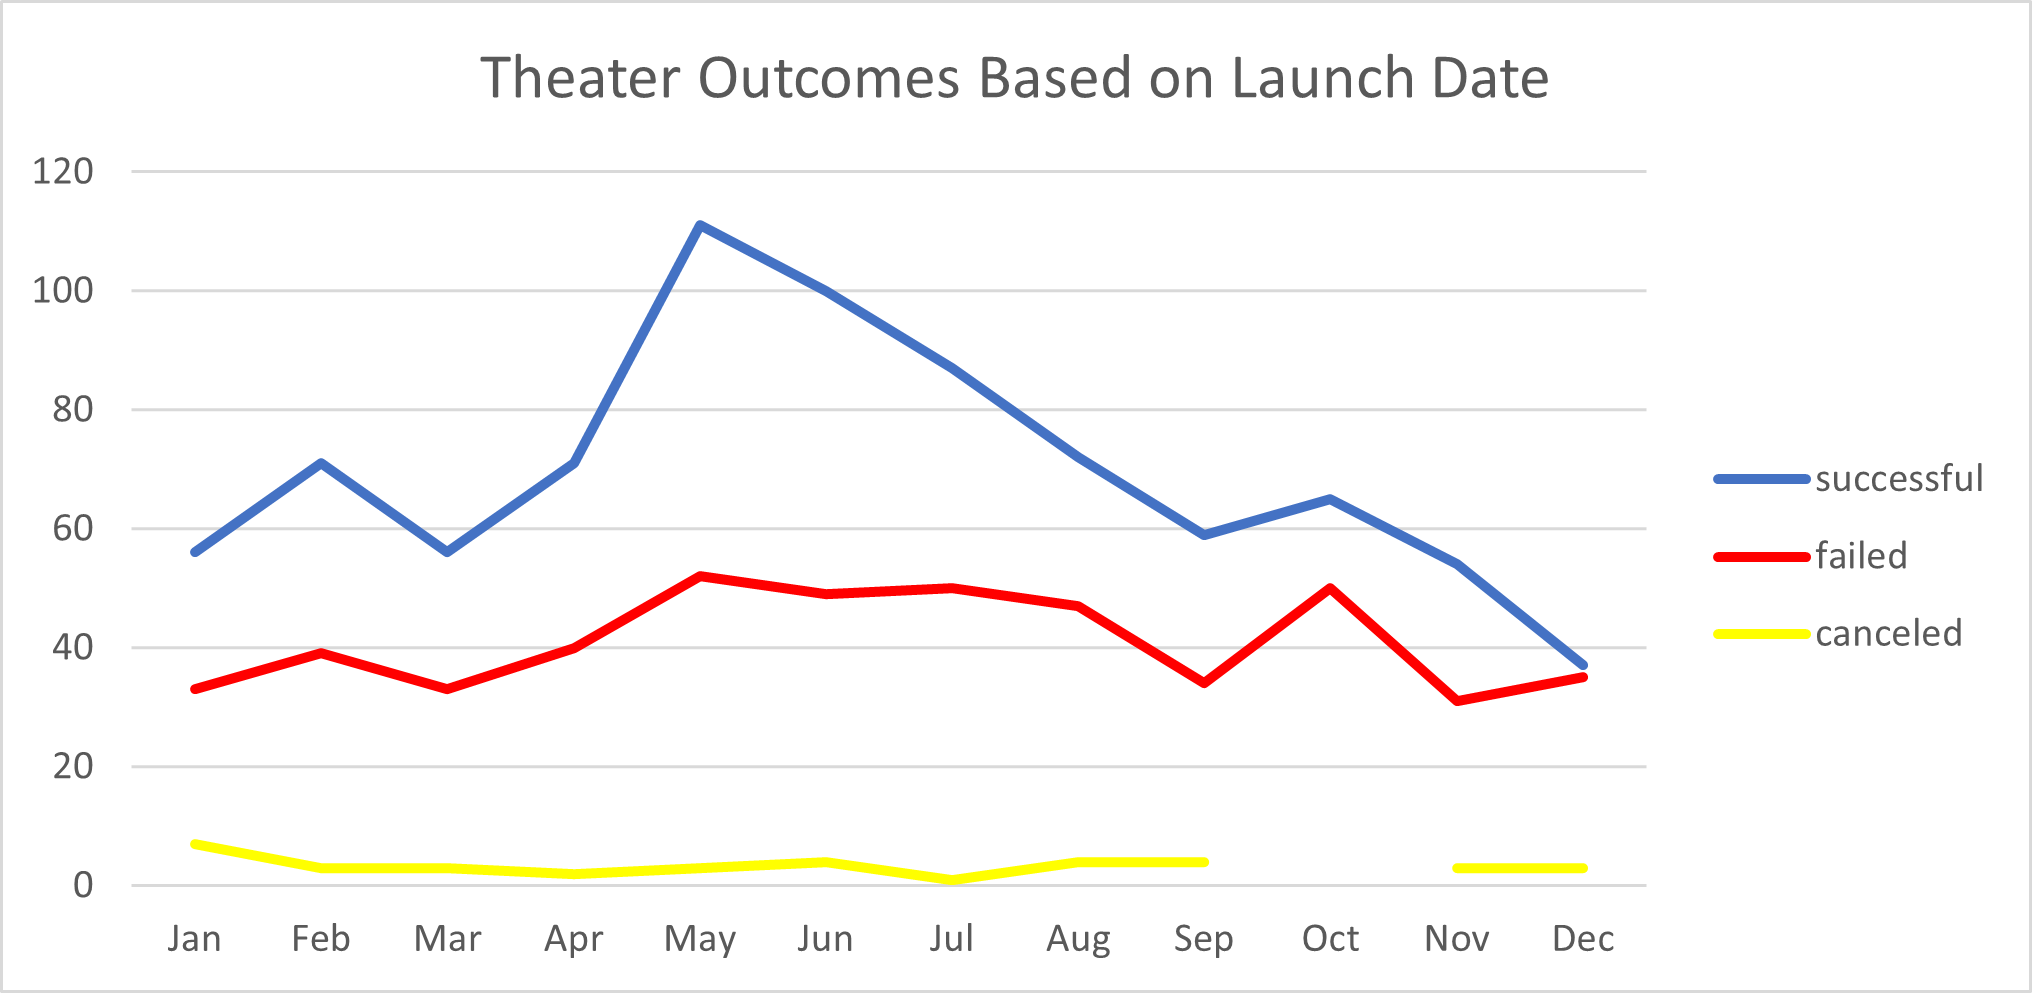 Theater Outcomes Based on Launch Date
120
100
80
60
40
20
0
Jan Feb Mar Apr May Jun Jul Aug Sep Oct Nov Dec
successful
failed
canceled